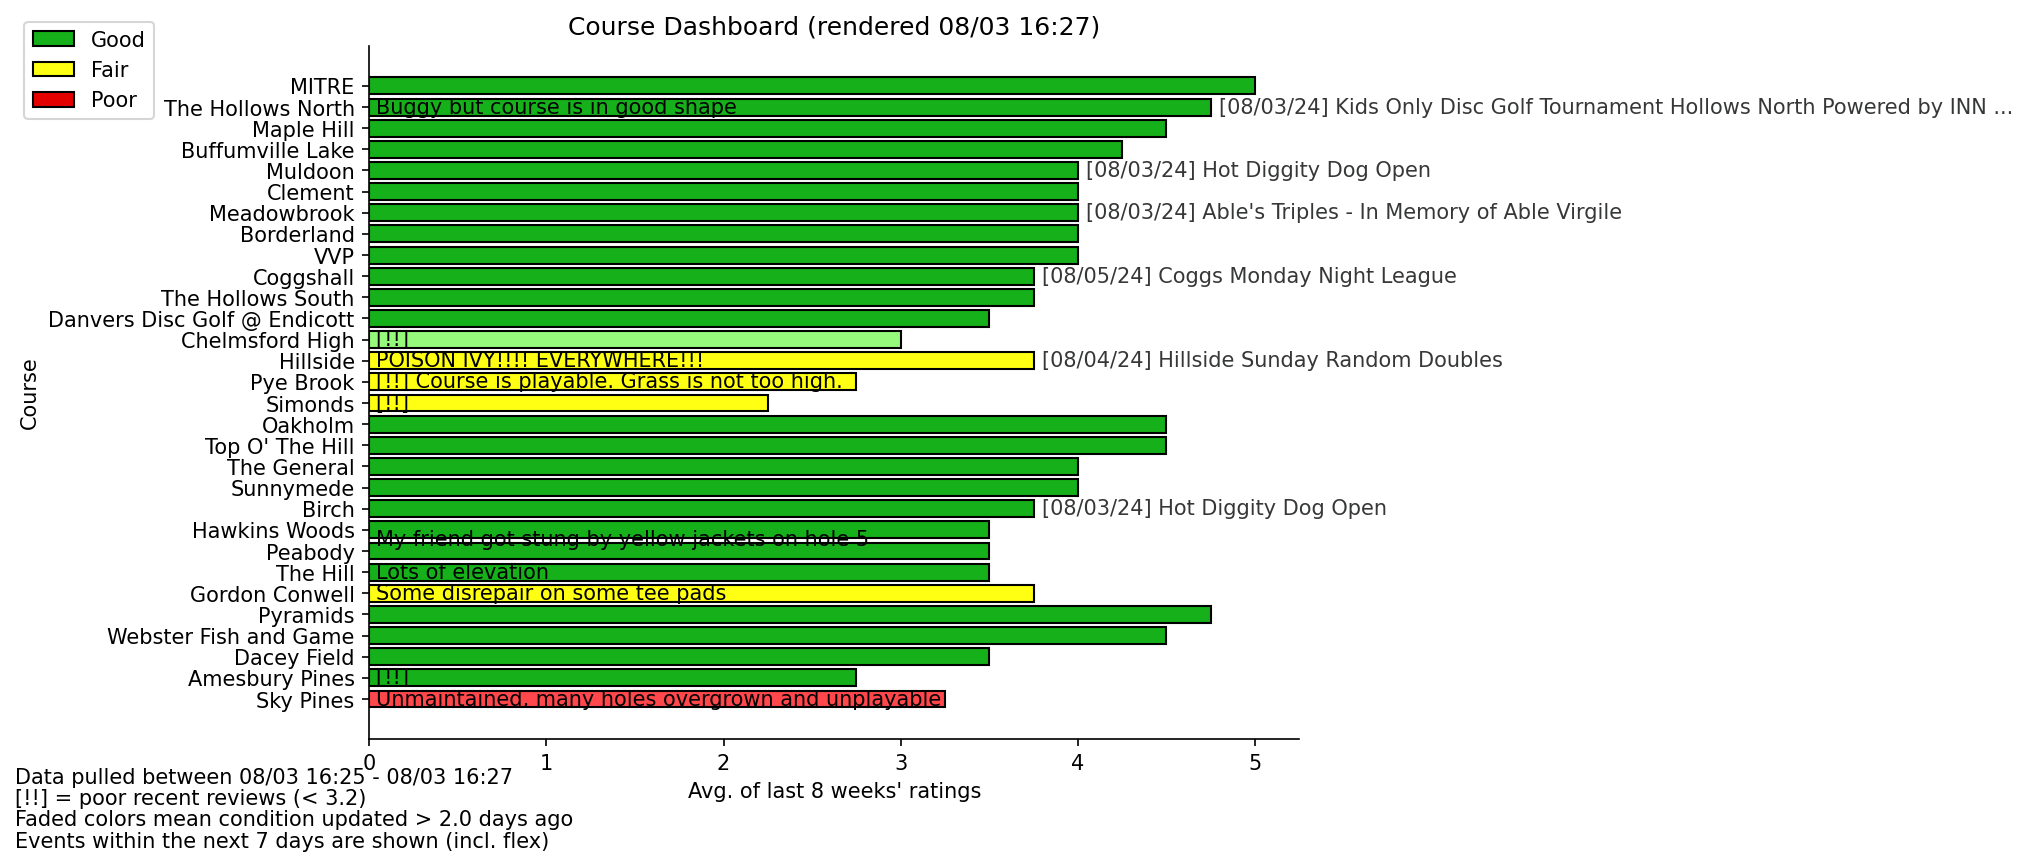 Course Dashboard (rendered 08/03 16:27)
Good
Fair
Poor
MITRE
The Hollows North Buggy but course is in good shape [08/03/24] Kids Only Disc Golf Tournament Hollows North Powered by INN ...
Maple Hill
Buffumville Lake
Muldoon [08/03/24] Hot Diggity Dog Open
Clement
Meadowbrook [08/03/24] Able's Triples - In Memory of Able Virgile
Borderland
VVP
Coggshall [08/05/24] Coggs Monday Night League
The Hollows South
Danvers Disc Golf @ Endicott
Chelmsford High [!!]
Hillside POISON IVY!!!! EVERYWHERE!!! [08/04/24] Hillside Sunday Random Doubles
Pye Brook [!!] Course is playable. Grass is not too high.
Simonds [!!]
Oakholm
Top O' The Hill
The General
Sunnymede
Birch [08/03/24] Hot Diggity Dog Open
Hawkins Woods
My friend got stung by yellow jackets on hole 5
Peabody
The Hill Lots of elevation
Gordon Conwell Some disrepair on some tee pads
Pyramids
Webster Fish and Game
Dacey Field
Amesbury Pines [!!]
Sky Pines Unmaintained, many holes overgrown and unplayable
Course
0 1 2 3 4 5
Avg. of last 8 weeks' ratings
Data pulled between 08/03 16:25 - 08/03 16:27
[!!] = poor recent reviews (< 3.2)
Faded colors mean condition updated > 2.0 days ago
Events within the next 7 days are shown (incl. flex)